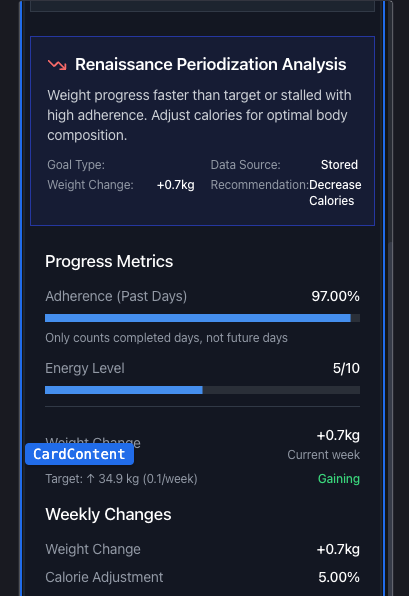 Renaissance Periodization Analysis
Weight progress faster than target or stalled with
high adherence. Adjust calories for optimal body
composition.
Goal Type:
Data Source: Stored
Weight Change: +0.7kg
Recommendation: Decrease
Calories
Progress Metrics
Adherence (Past Days) 97.00%
Only counts completed days, not future days
Energy Level 5/10
Weight Change +0.7kg
CardContent
Current week
Target: ↑ 34.9 kg (0.1/week) Gaining
Weekly Changes
Weight Change +0.7kg
Calorie Adjustment 5.00%